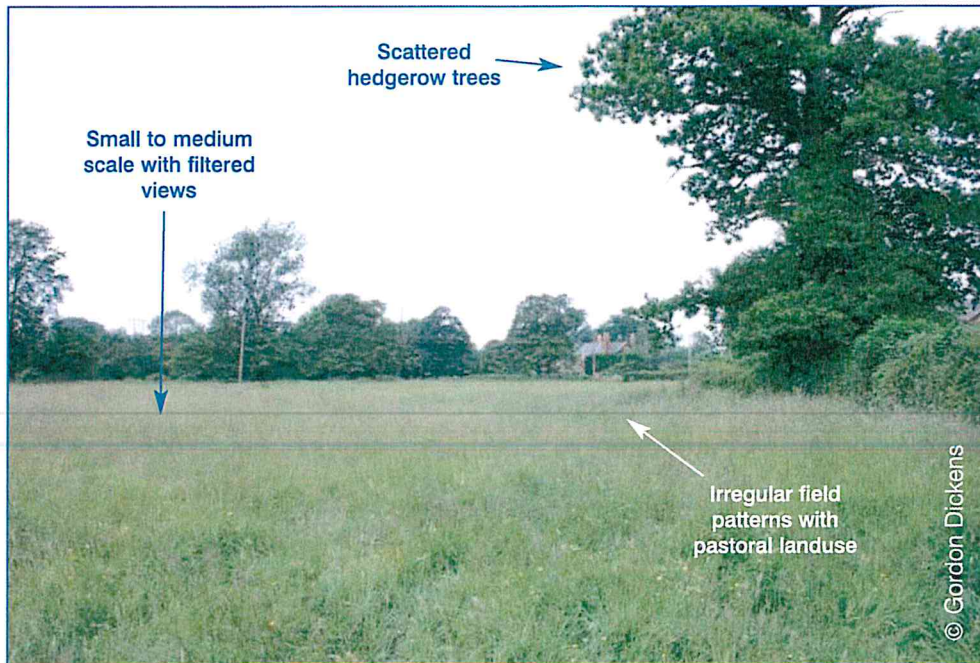 Scattered
hedgerow trees
Small to medium
scale with filtered
views
Irregular field
patterns with
pastoral landuse
© Gordon Dickens